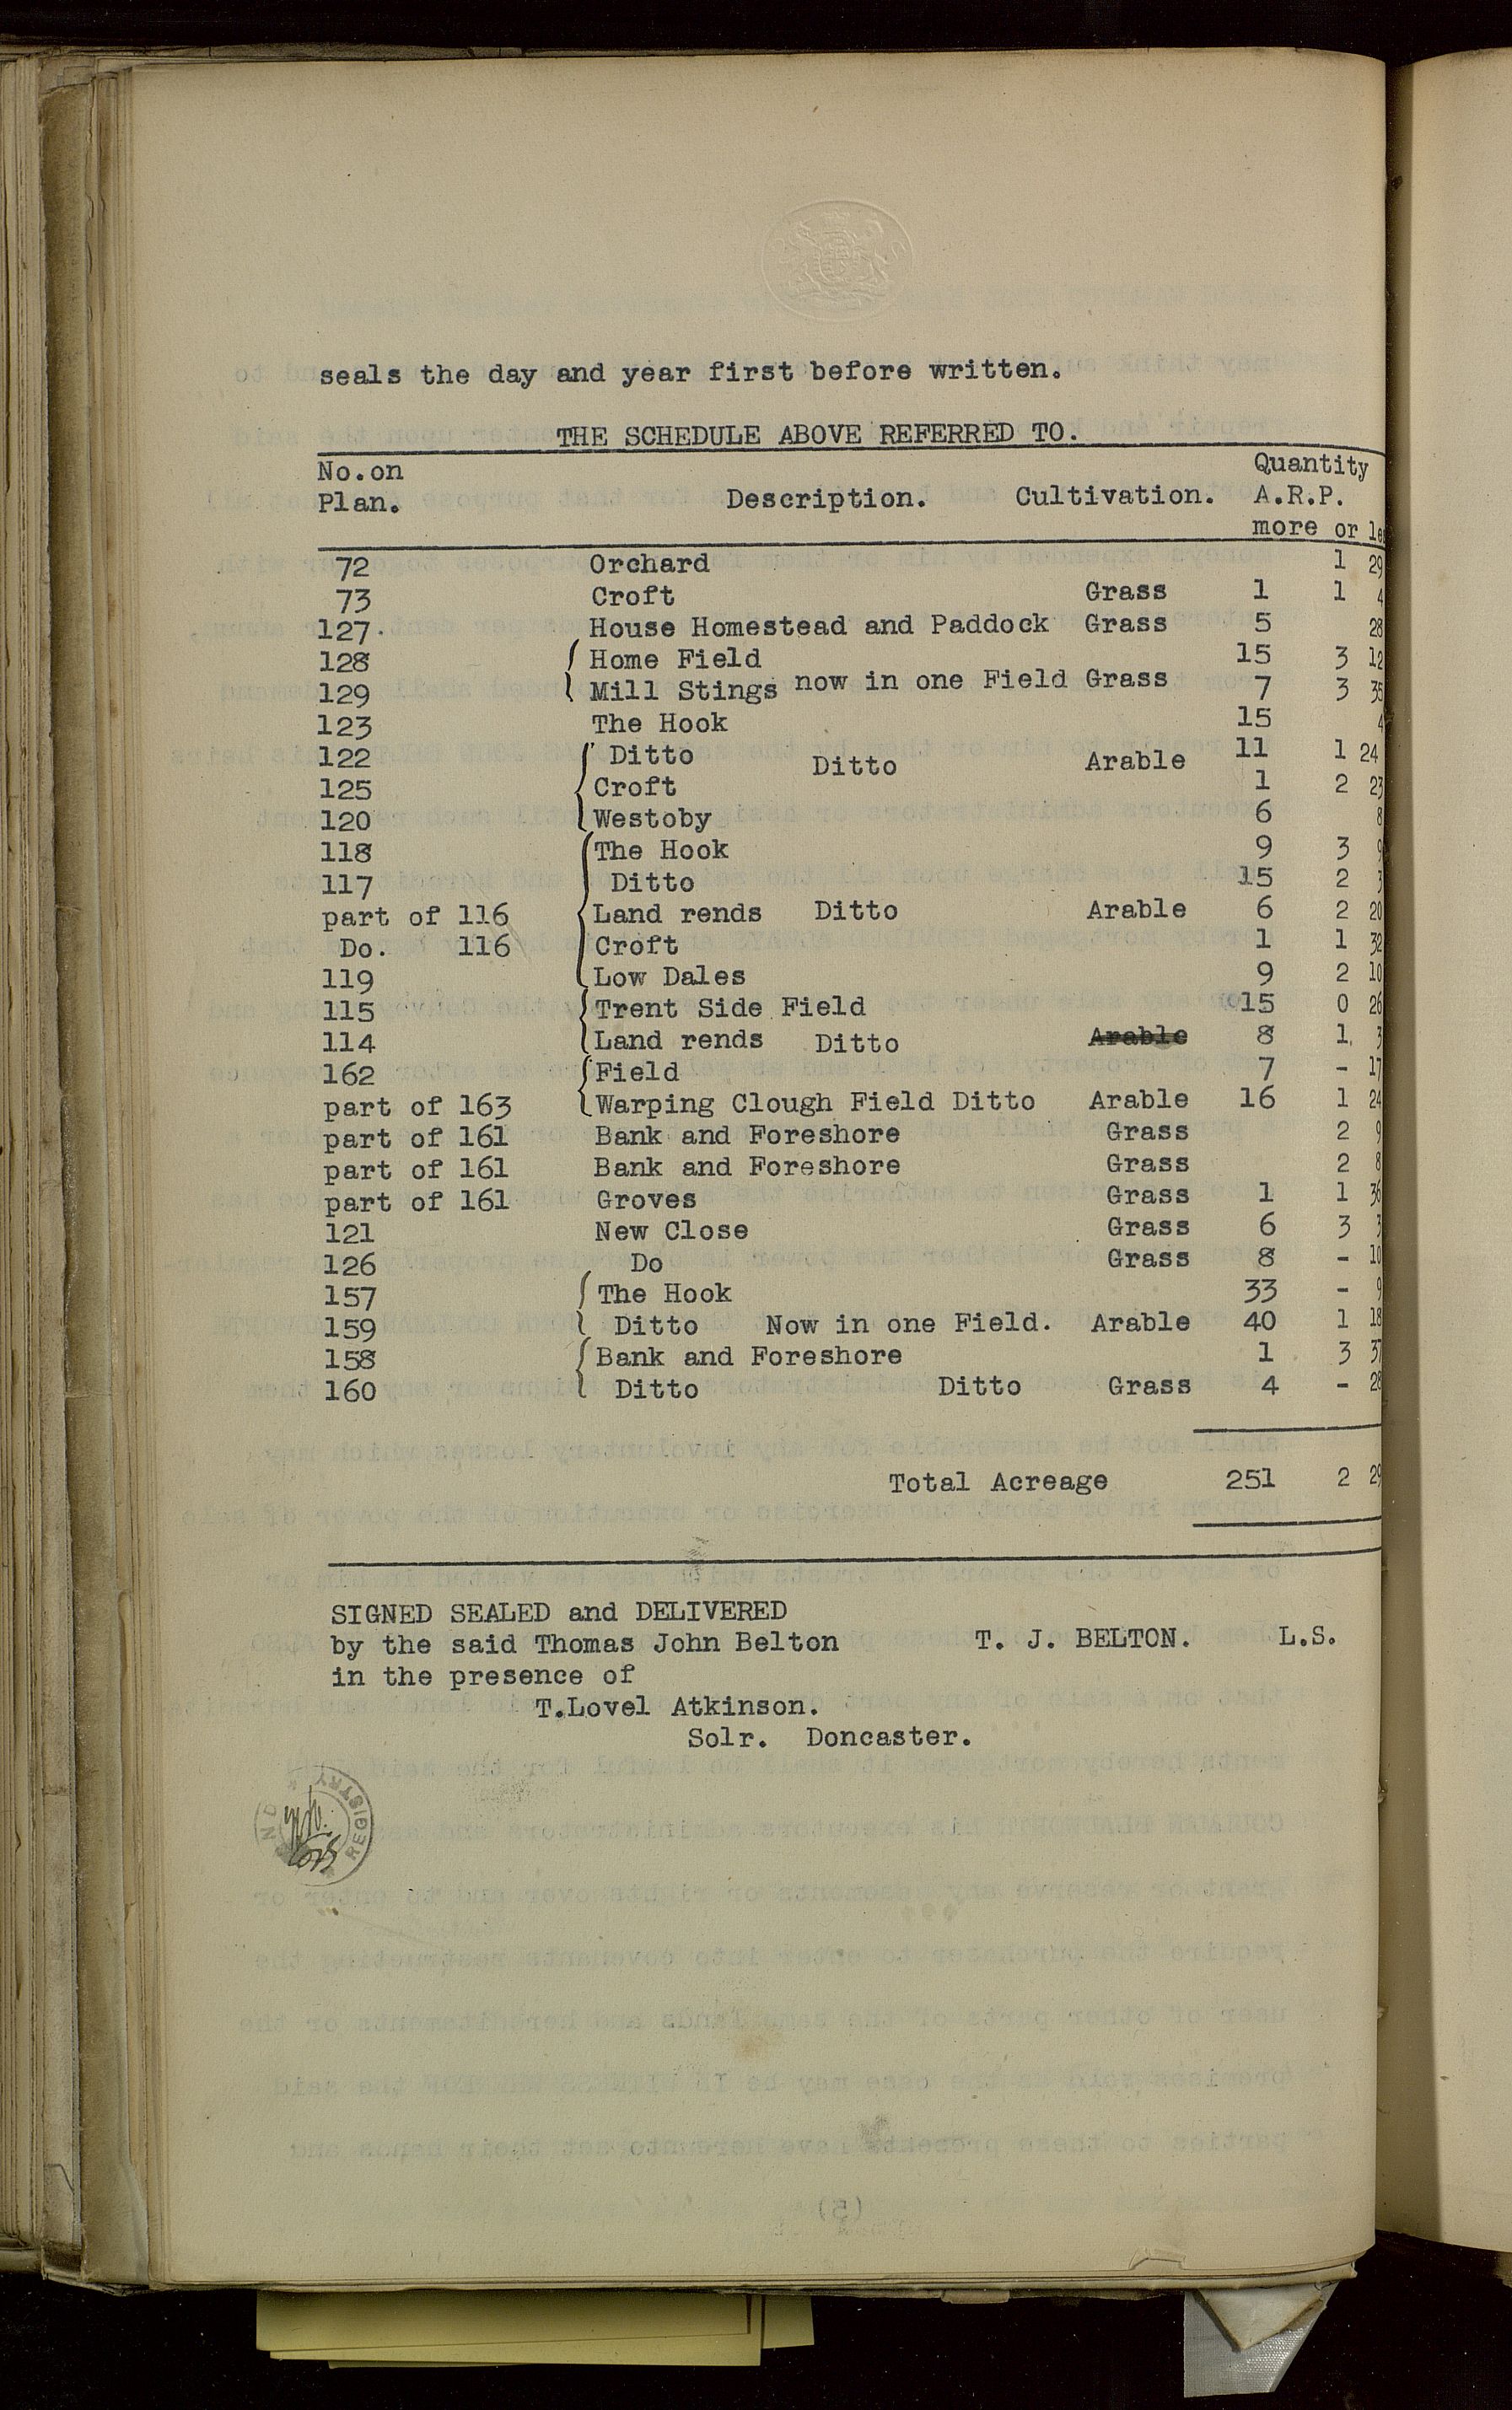 seals the day and year first before written.
THE SCHEDULE ABOVE REFERRED TO.
No.on Quantity
Plan. Description. Cultivation. A.R.P.
more or les
72 Orchard 1 29
73 Croft Grass 1 1 4
127. House Homestead and Paddock Grass 5 28
128 Home Field 15 3 12
129 Mill Stings now in one Field Grass 7 3 35
123 The Hook 15 4
122 Ditto Ditto Arable 11 1 24
125 Croft 1 2 23
120 Westoby 6 8
118 The Hook 9 3 9
117 Ditto 15 2 3
part of 116 Land rends Ditto Arable 6 2 20
Do. 116 Croft 1 1 32
119 Low Dales 9 2 10
115 Trent Side Field 15 0 26
114 Land rends Ditto Arable 8 1 3
162 Field 7 - 17
part of 163 Warping Clough Field Ditto Arable 16 1 24
part of 161 Bank and Foreshore Grass 2 9
part of 161 Bank and Foreshore Grass 2 8
part of 161 Groves Grass 1 1 36
121 New Close Grass 6 3 3
126 Do Grass 8 - 10
157 The Hook 33 - 9
159 Ditto Now in one Field. Arable 40 1 18
158 Bank and Foreshore 1 3 37
160 Ditto Ditto Grass 4 - 28
Total Acreage 251 2 29
SIGNED SEALED and DELIVERED
by the said Thomas John Belton T. J. BELTON. L.S.
in the presence of
T.Lovel Atkinson.
Solr. Doncaster.
REGISTRY